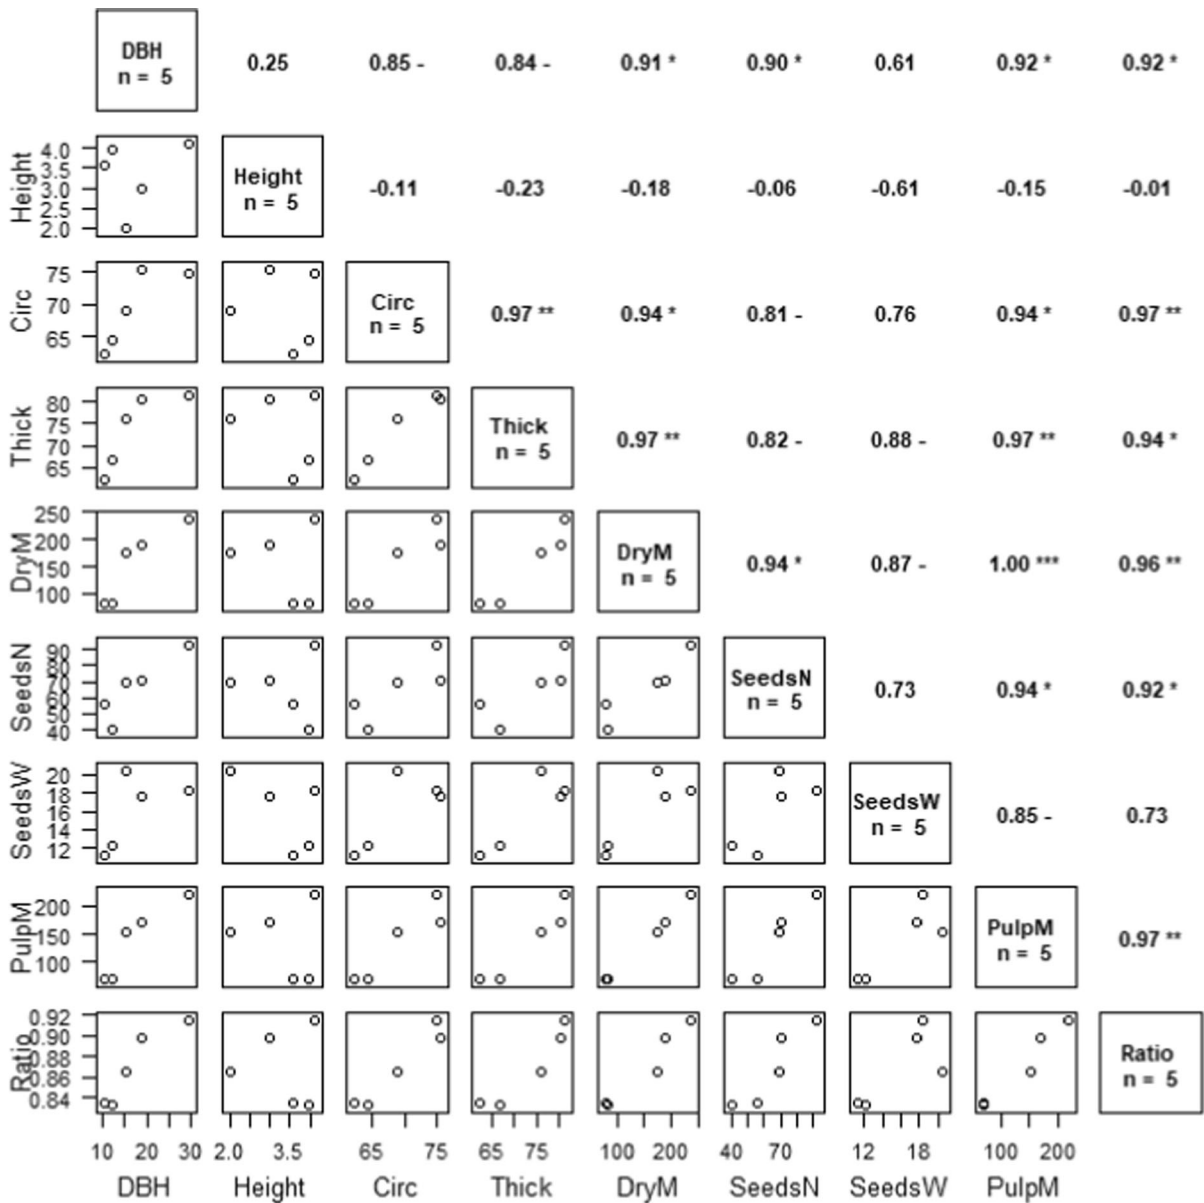 DBH
n = 5
0.25
0.85 -
0.84 -
0.91 *
0.90 *
0.61
0.92 *
0.92 *
Height
4.0
3.5
3.0
2.5
2.0
Height
n = 5
-0.11
-0.23
-0.18
-0.06
-0.61
-0.15
-0.01
Circ
75
70
65
Circ
n = 5
0.97 **
0.94 *
0.81 -
0.76
0.94 *
0.97 **
Thick
80
75
70
65
Thick
n = 5
0.97 **
0.82 -
0.88 -
0.97 **
0.94 *
DryM
250
200
150
100
DryM
n = 5
0.94 *
0.87 -
1.00 ***
0.96 **
SeedsN
90
80
70
60
50
40
SeedsN
n = 5
0.73
0.94 *
0.92 *
SeedsW
20
18
16
14
12
SeedsW
n = 5
0.85 -
0.73
PulpM
200
150
100
PulpM
n = 5
0.97 **
Ratio
0.92
0.90
0.88
0.86
0.84
Ratio
n = 5
10 20 30
2.0 3.5
65 75
65 75
100 200
40 70
12 18
100 200
DBH
Height
Circ
Thick
DryM
SeedsN
SeedsW
PulpM